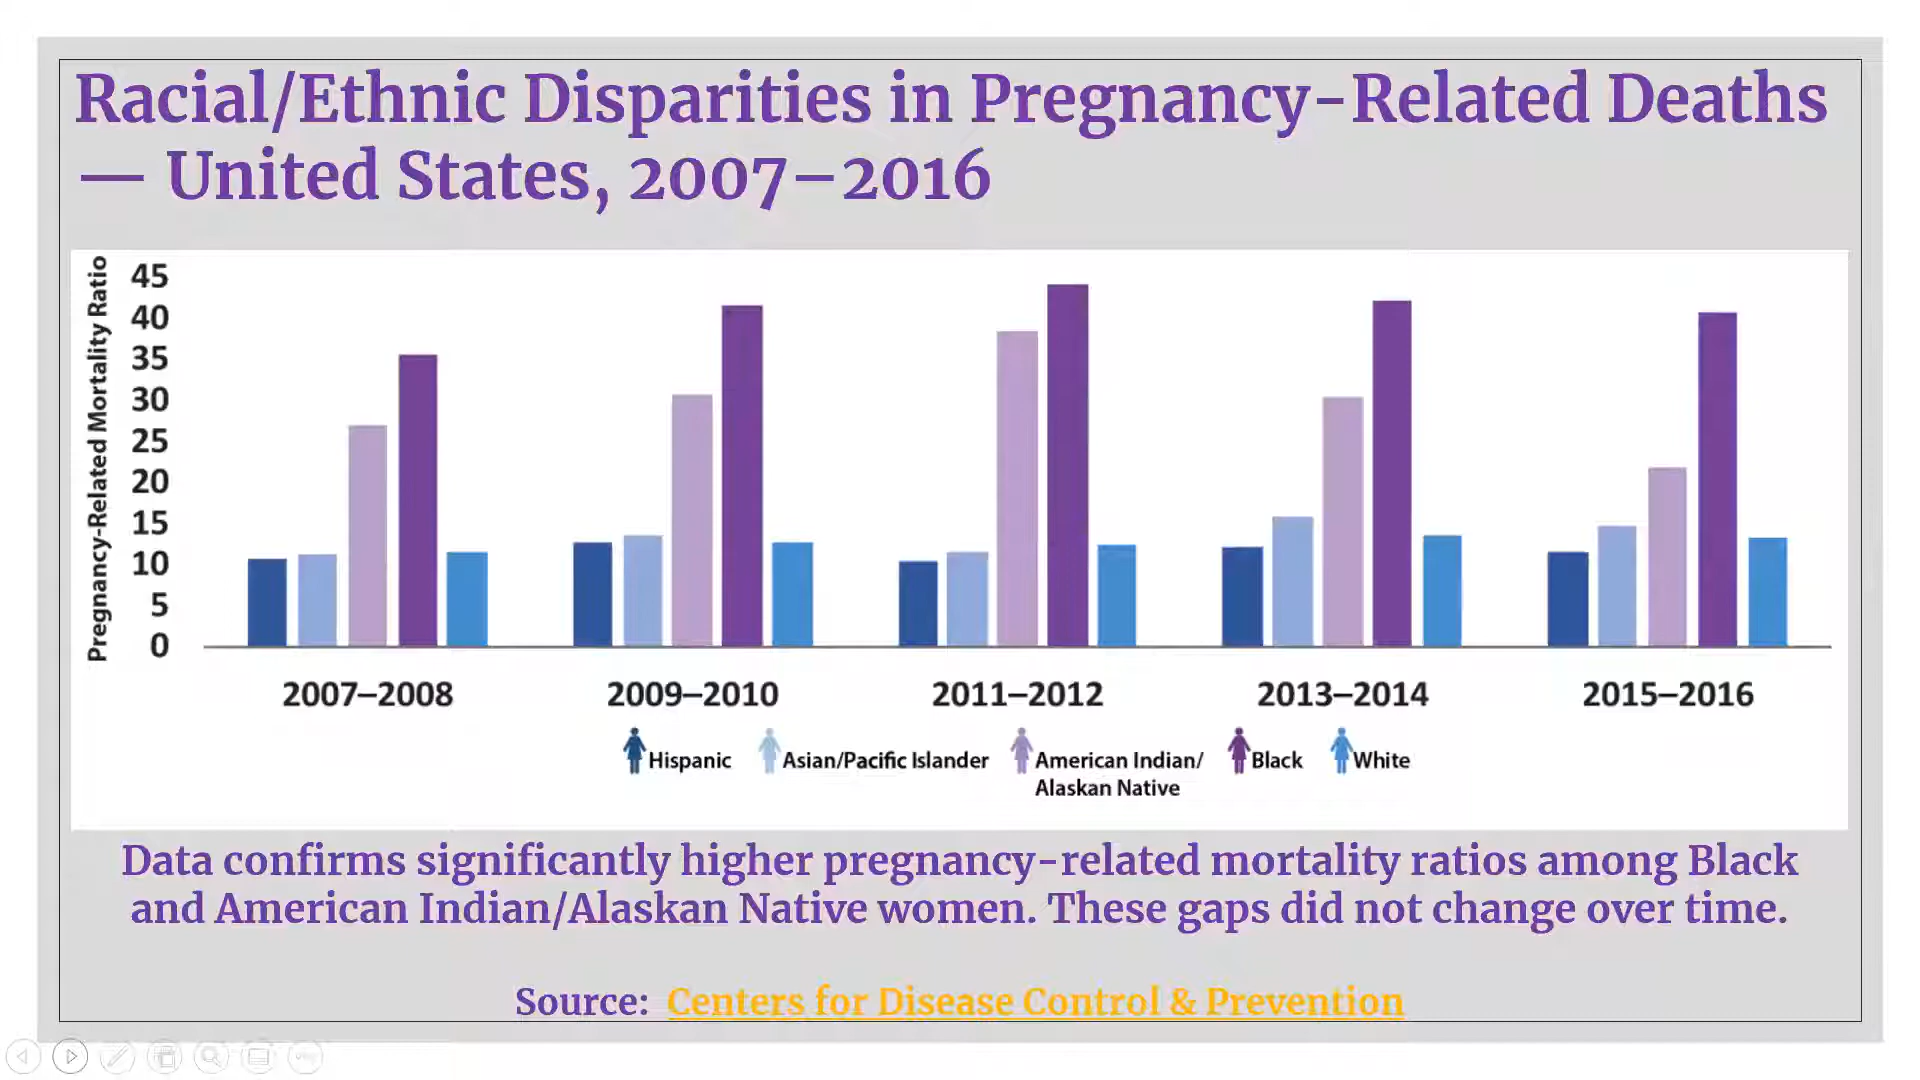 Racial/Ethnic Disparities in Pregnancy-Related Deaths
— United States, 2007–2016
Pregnancy-Related Mortality Ratio
45
40
35
30
25
20
15
10
5
0
2007–2008 2009–2010 2011–2012 2013–2014 2015–2016
Hispanic Asian/Pacific Islander American Indian/ Black White
Alaskan Native
Data confirms significantly higher pregnancy-related mortality ratios among Black
and American Indian/Alaskan Native women. These gaps did not change over time.
Source: Centers for Disease Control & Prevention